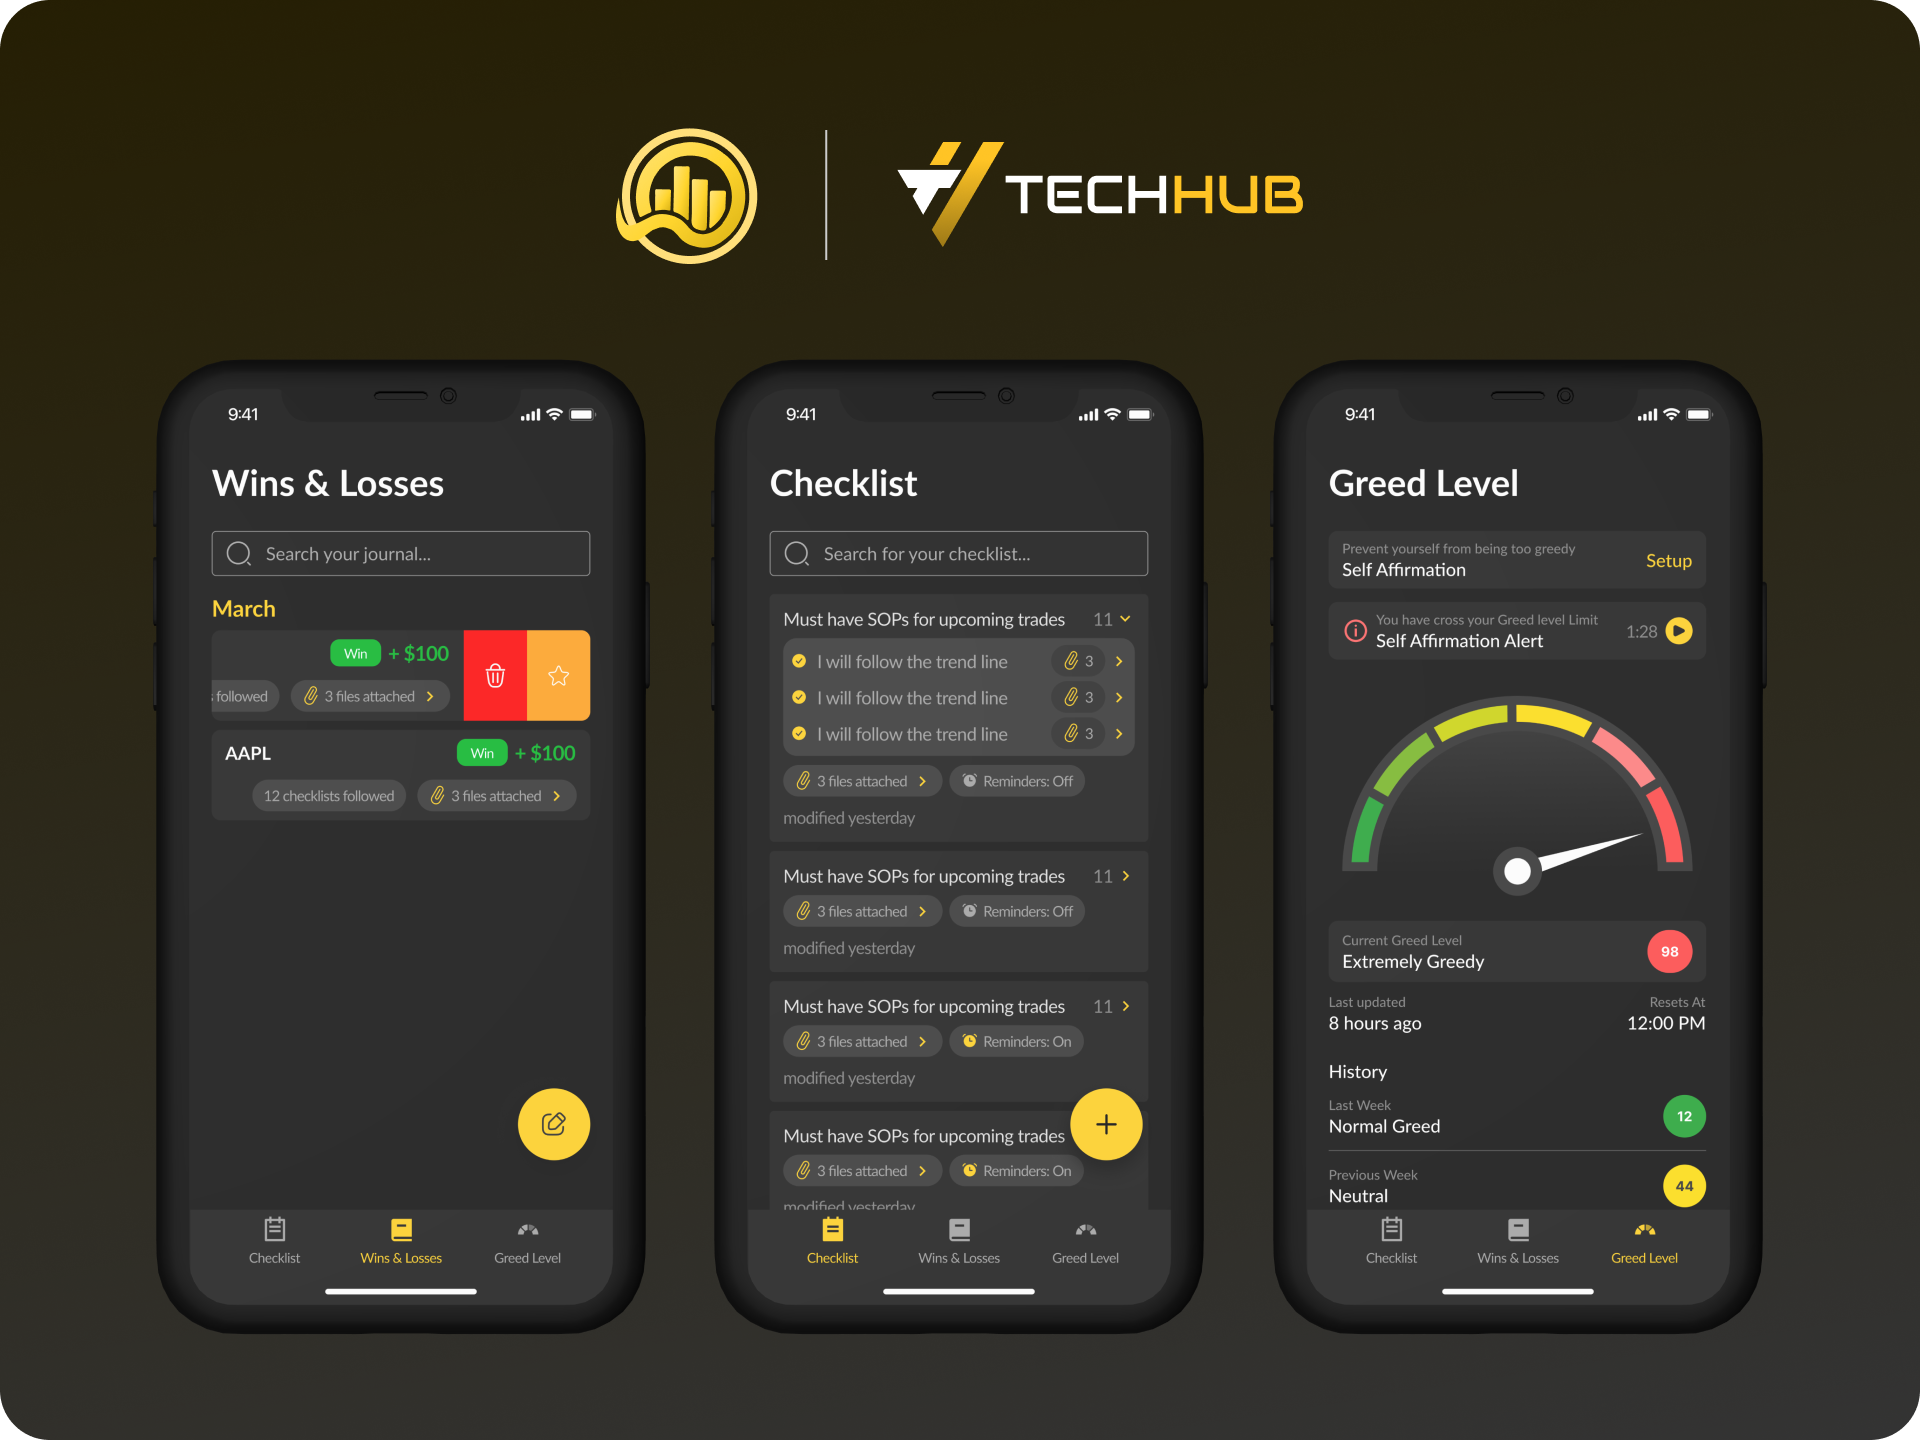 TECHHUB
9:41
Wins & Losses
Search your journal...
March
Win + $100
followed 3 files attached
AAPL Win + $100
12 checklists followed 3 files attached
Checklist Wins & Losses Greed Level
9:41
Checklist
Search for your checklist...
Must have SOPs for upcoming trades 11
I will follow the trend line 3
I will follow the trend line 3
I will follow the trend line 3
3 files attached Reminders: Off
modified yesterday
Must have SOPs for upcoming trades 11
3 files attached Reminders: Off
modified yesterday
Must have SOPs for upcoming trades 11
3 files attached Reminders: On
modified yesterday
Must have SOPs for upcoming trades
3 files attached Reminders: On
modified yesterday
Checklist Wins & Losses Greed Level
9:41
Greed Level
Prevent yourself from being too greedy
Self Affirmation Setup
You have cross your Greed level Limit
Self Affirmation Alert 1:28
Current Greed Level
Extremely Greedy 98
Last updated Resets At
8 hours ago 12:00 PM
History
Last Week
Normal Greed 12
Previous Week
Neutral 44
Checklist Wins & Losses Greed Level